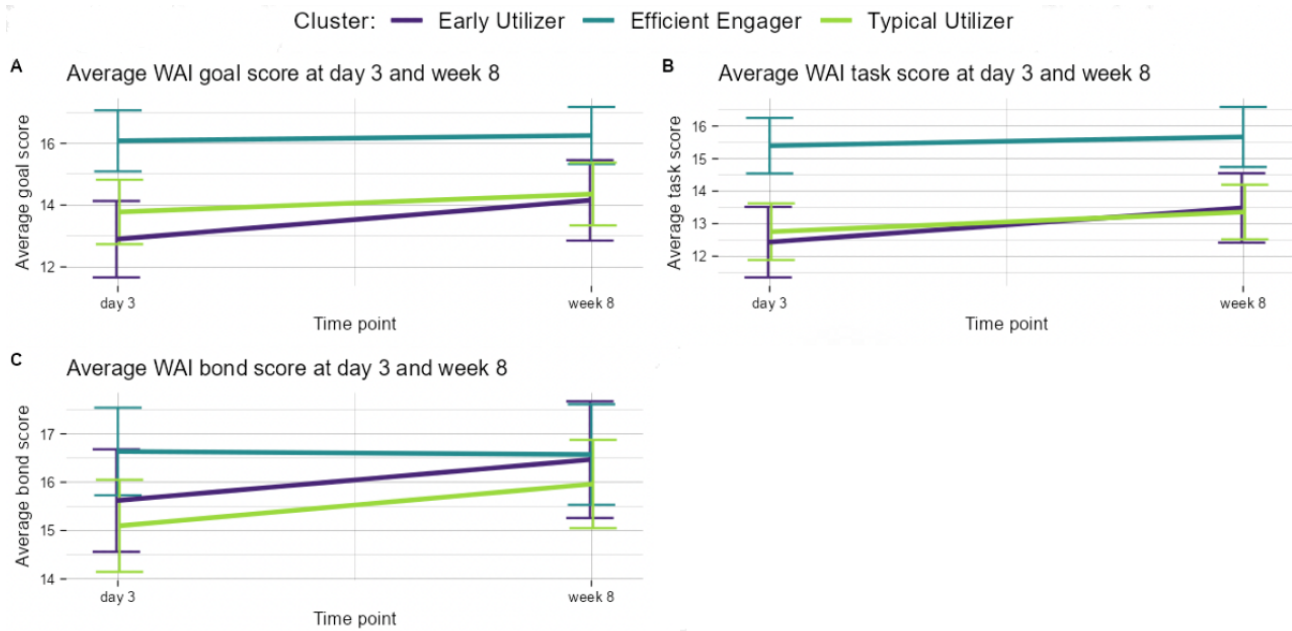 Cluster: Early Utilizer Efficient Engager Typical Utilizer
A
Average WAI goal score at day 3 and week 8
Average goal score
16
14
12
day 3
week 8
Time point
B
Average WAI task score at day 3 and week 8
Average task score
16
15
14
13
12
day 3
week 8
Time point
C
Average WAI bond score at day 3 and week 8
Average bond score
17
16
15
14
day 3
week 8
Time point